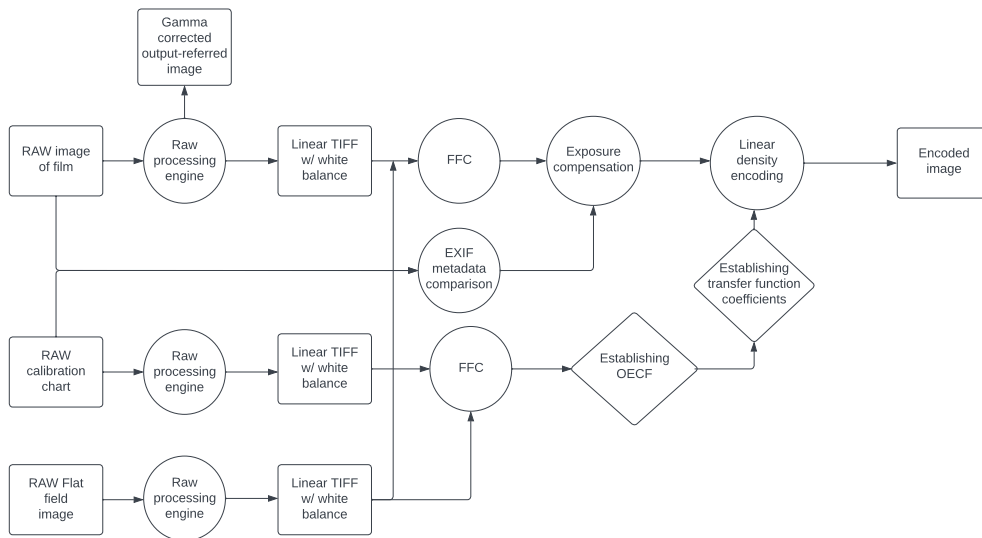 Gamma
corrected
output-referred
image
RAW image
of film
Raw
processing
engine
Linear TIFF
w/ white
balance
FFC
Exposure
compensation
Linear
density
encoding
Encoded
image
EXIF
metadata
comparison
Establishing
transfer function
coefficients
RAW
calibration
chart
Raw
processing
engine
Linear TIFF
w/ white
balance
FFC
Establishing
OECF
RAW Flat
field
image
Raw
processing
engine
Linear TIFF
w/ white
balance